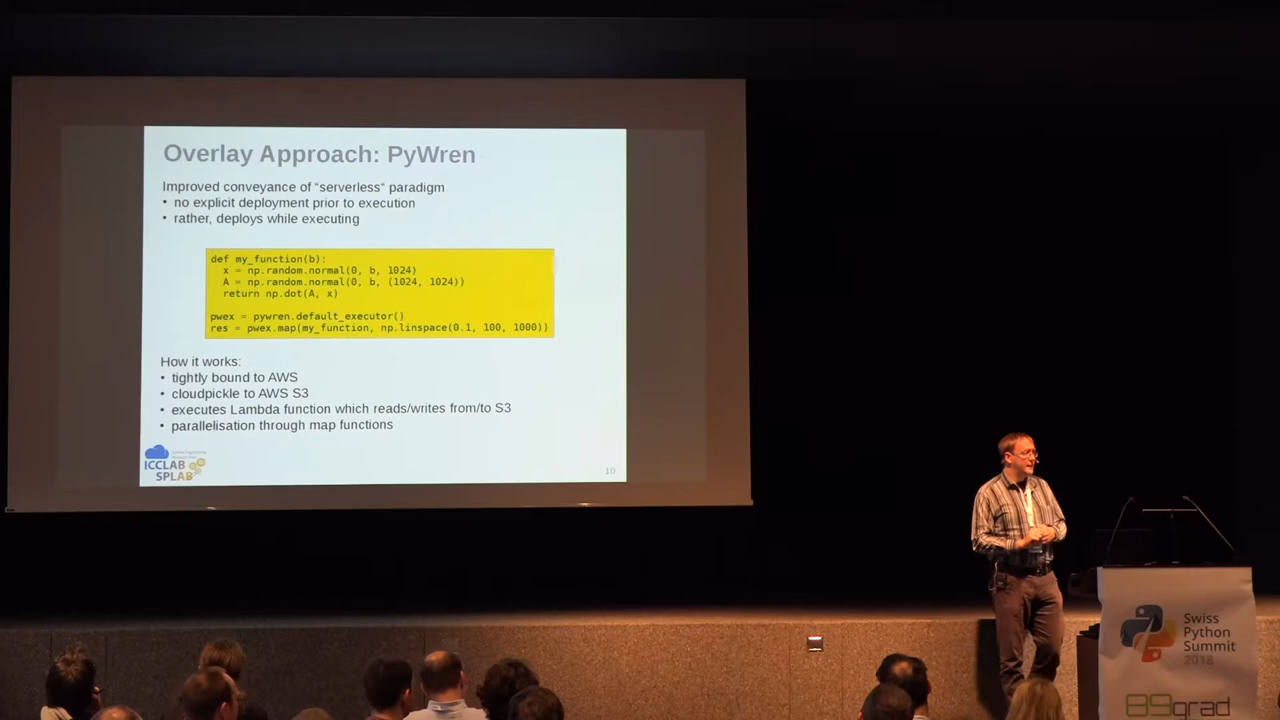 Overlay Approach: PyWren
Improved conveyance of “serverless“ paradigm
• no explicit deployment prior to execution
• rather, deploys while executing
def my_function(b):
  x = np.random.normal(0, b, 1024)
  A = np.random.normal(0, b, (1024, 1024))
  return np.dot(A, x)
pwex = pywren.default_executor()
res = pwex.map(my_function, np.linspace(0.1, 100, 1000))
How it works:
• tightly bound to AWS
• cloudpickle to AWS S3
• executes Lambda function which reads/writes from/to S3
• parallelisation through map functions
ICCLAB
SPLAB
10
Swiss
Python
Summit
2018
89grad